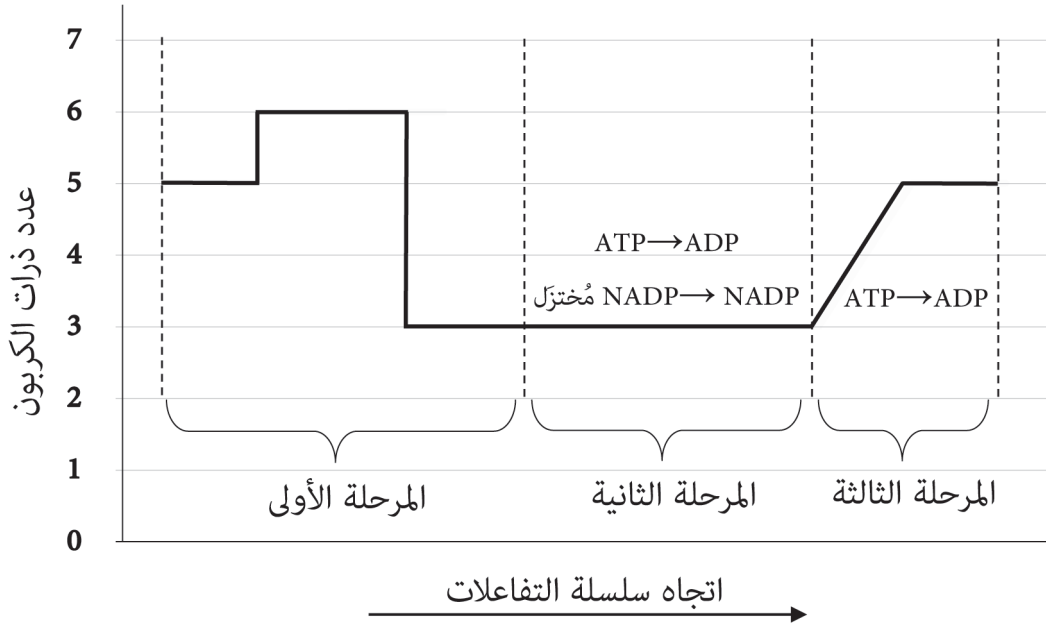 7
6
5
4
3
2
1
0
عدد ذرات الكربون
ATP→ADP
مُختزَل NADP→ NADP
ATP→ADP
المرحلة الأولى
المرحلة الثانية
المرحلة الثالثة
اتجاه سلسلة التفاعلات